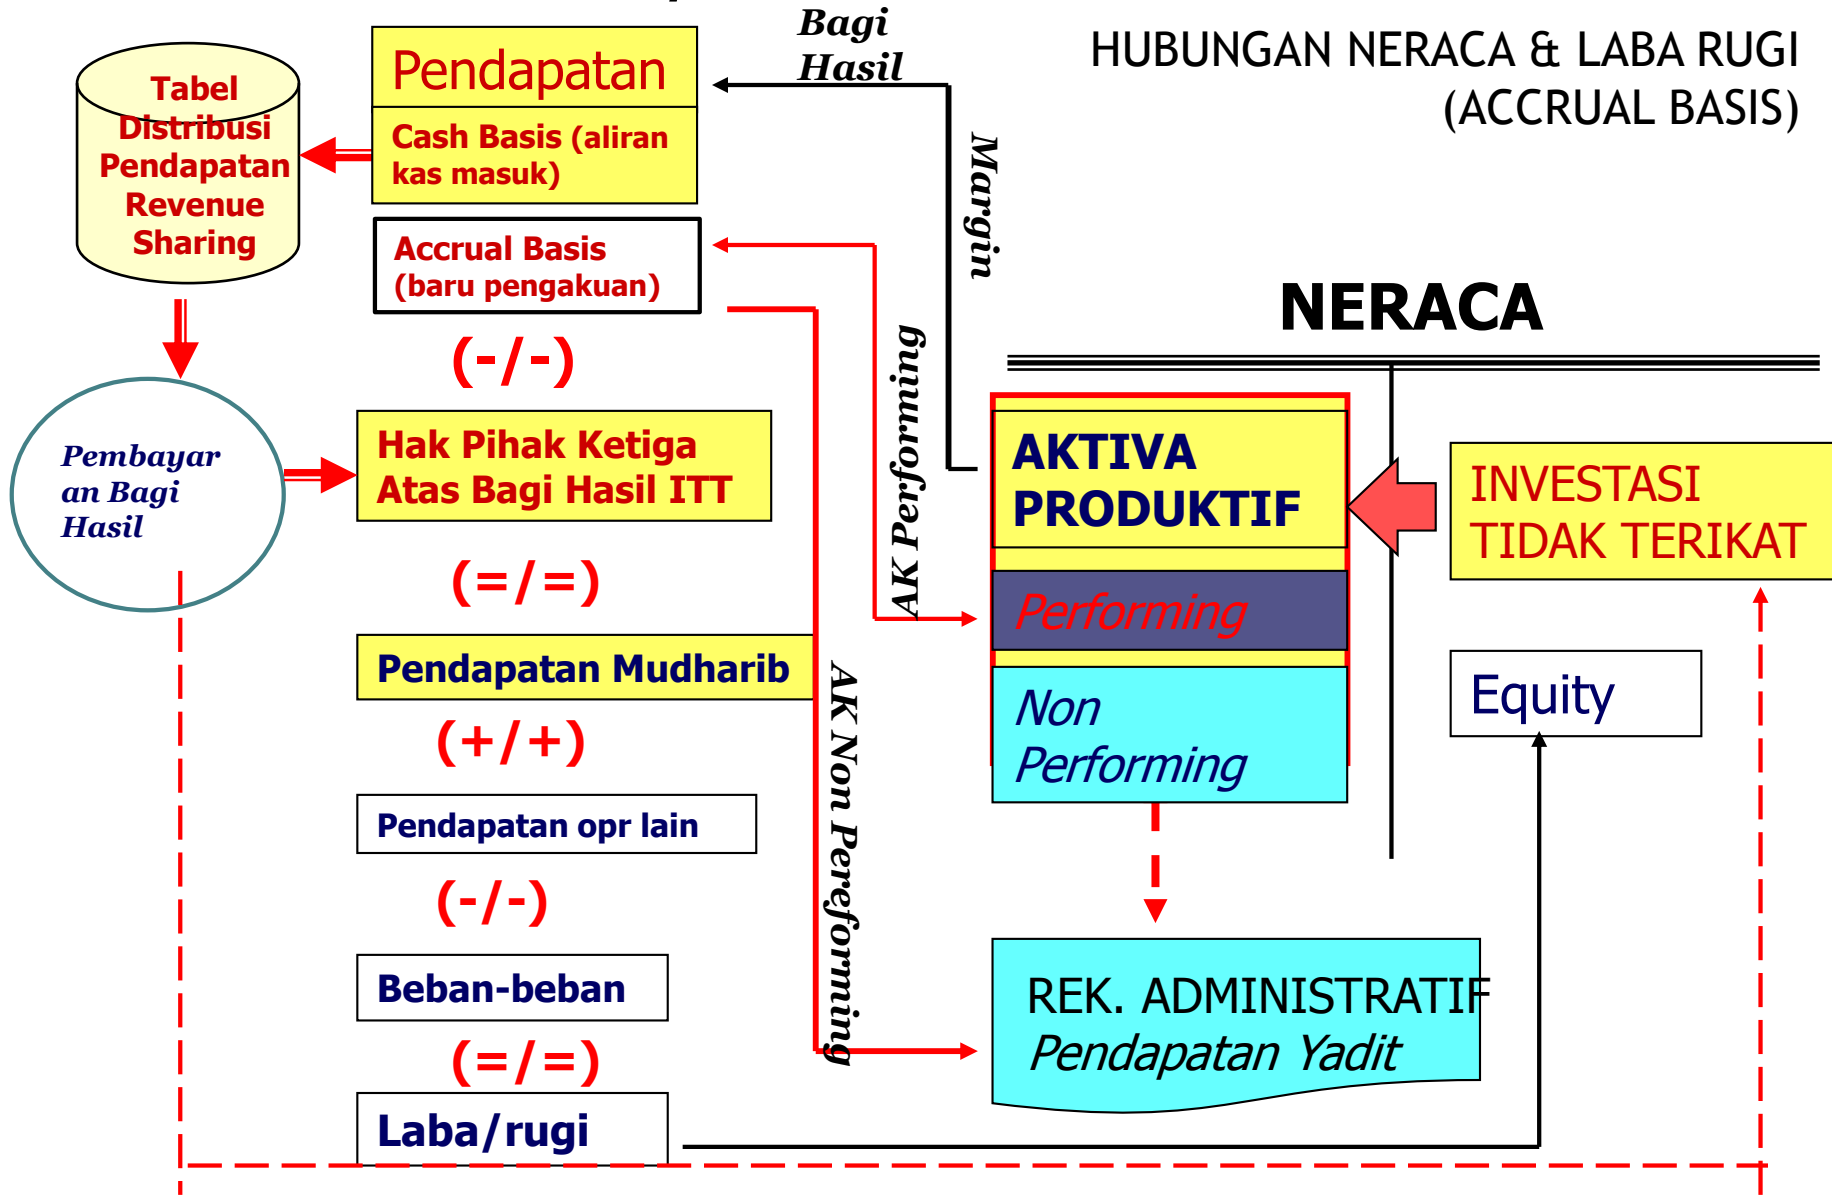 HUBUNGAN NERACA & LABA RUGI
(ACCRUAL BASIS)
Bagi
Hasil
Margin
Tabel
Distribusi
Pendapatan
Revenue
Sharing
Pendapatan
Cash Basis (aliran
kas masuk)
Accrual Basis
(baru pengakuan)
(-/-)
Pembayar
an Bagi
Hasil
Hak Pihak Ketiga
Atas Bagi Hasil ITT
(=/=)
Pendapatan Mudharib
(+/+)
Pendapatan opr lain
(-/-)
Beban-beban
(=/=)
Laba/rugi
AK Performing
AK Non Pereforming
NERACA
AKTIVA
PRODUKTIF
Performing
Non
Performing
INVESTASI
TIDAK TERIKAT
Equity
REK. ADMINISTRATIF
Pendapatan Yadit